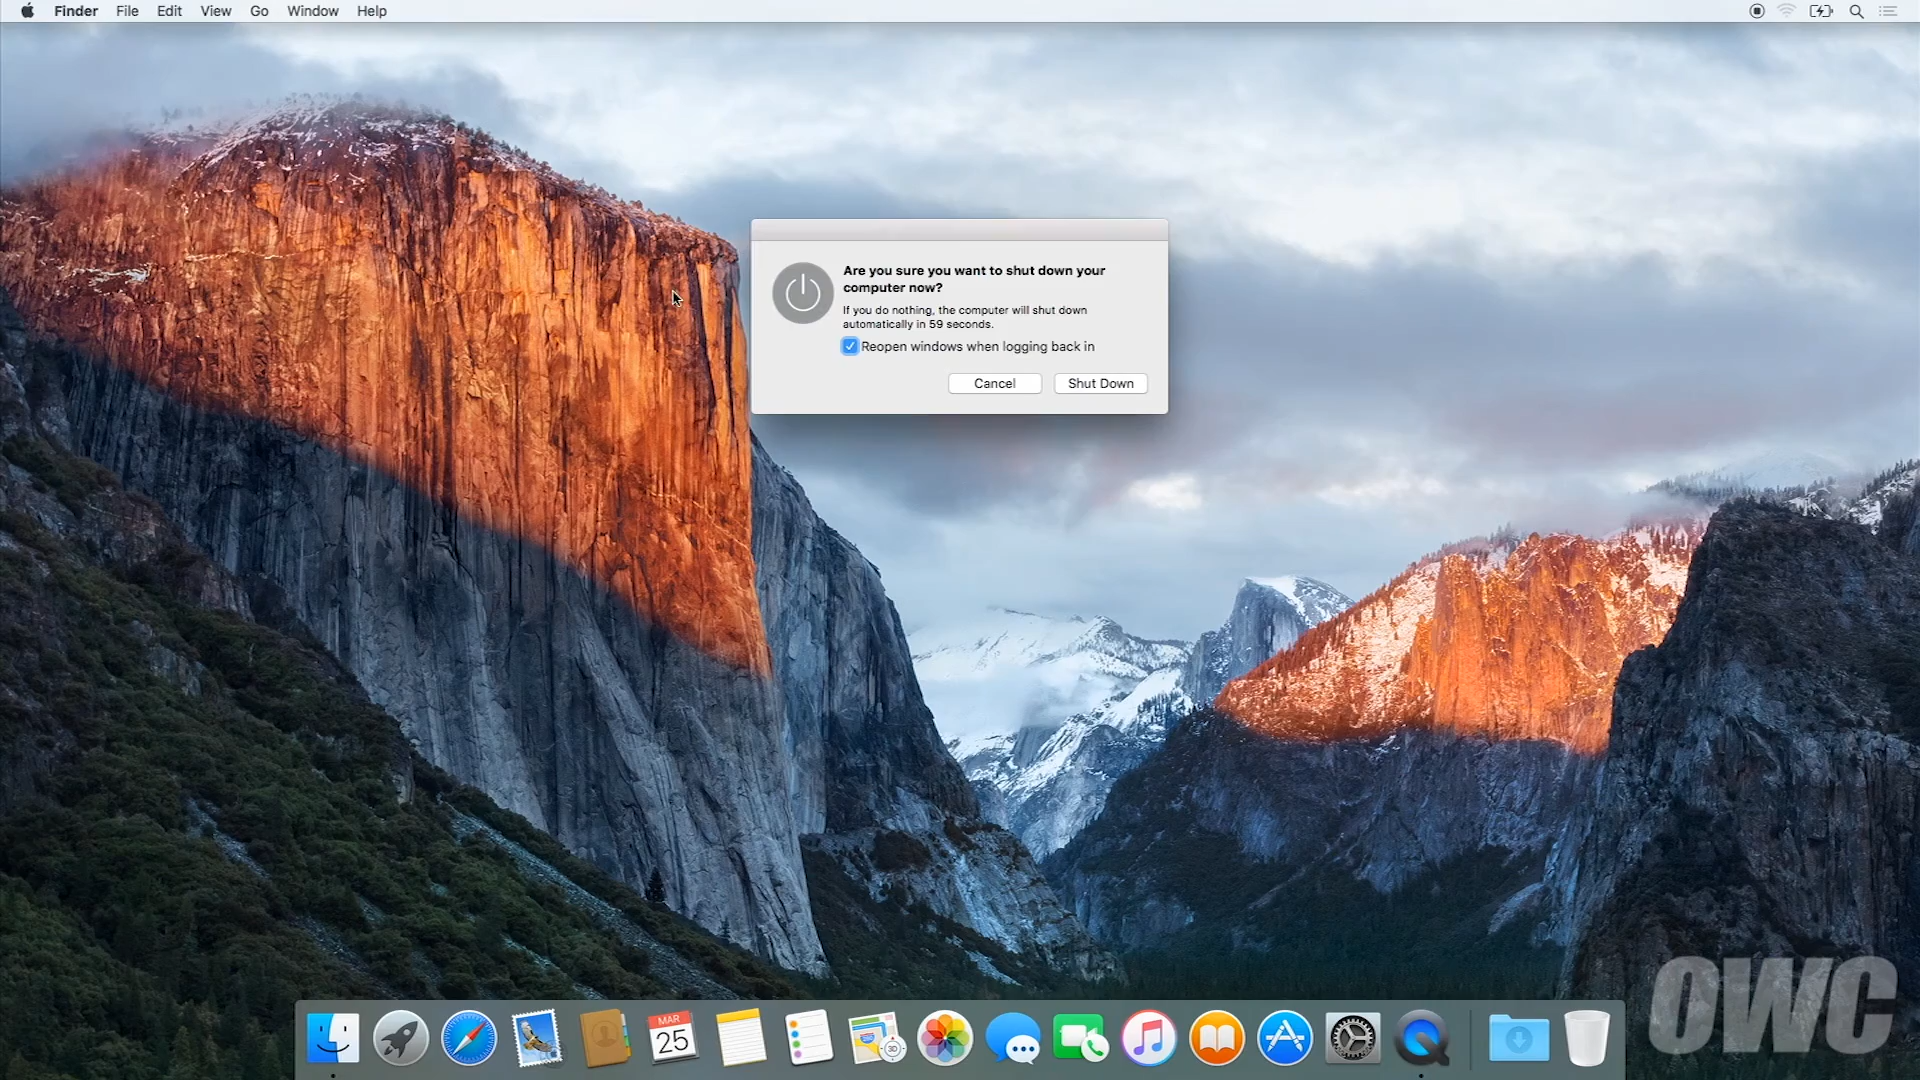 Finder File Edit View Go Window Help
Are you sure you want to shut down your
computer now?
If you do nothing, the computer will shut down
automatically in 59 seconds.
Reopen windows when logging back in
Cancel Shut Down
MAR
25
30
OWC